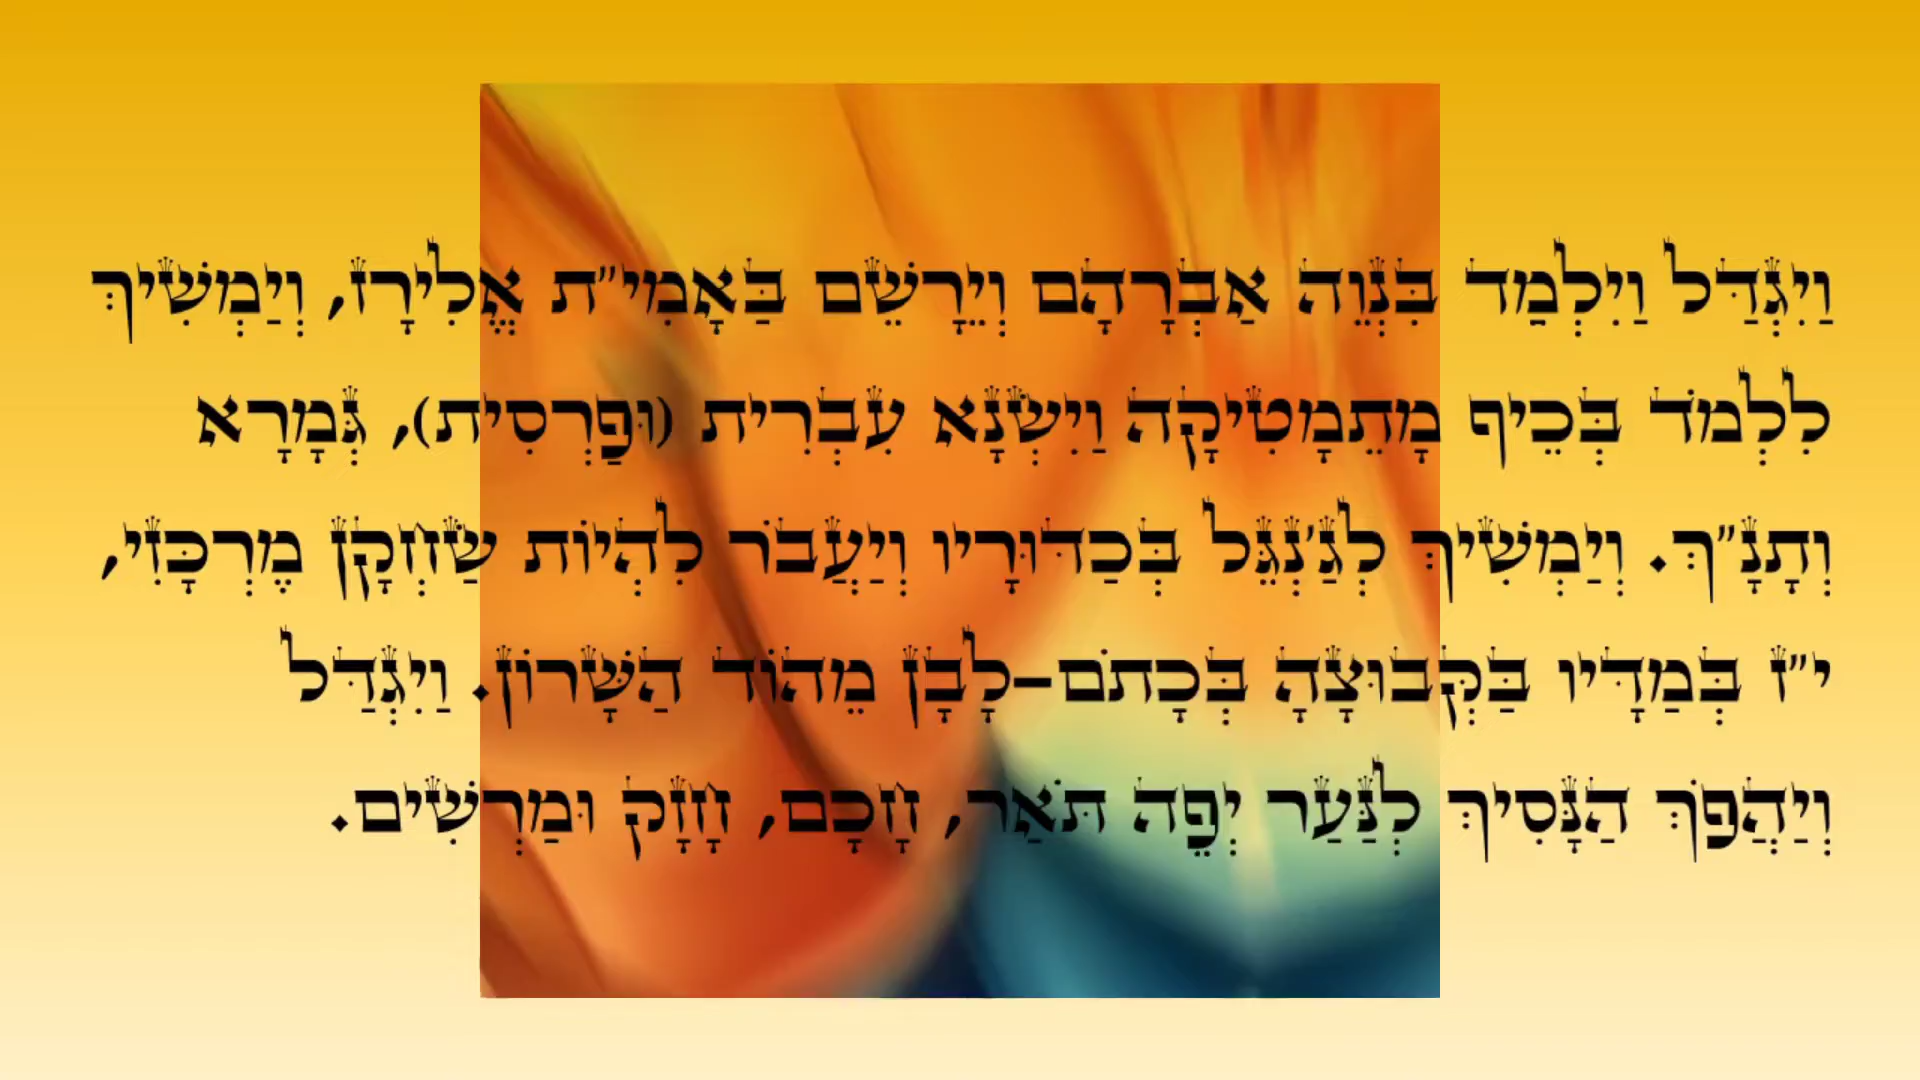 וַיִּגְדַּל וַיִּלְמַד בִּנְוֵה אַבְרָהָם וְיֵרָשֵׁם בַּאָמִי״ת אֱלִירָז, וְיַמְשִׁיךְ
לִלְמֹד בְּכֵיף מָתֵמָטִיקָה וַיִּשְׂנָא עִבְרִית (וּפַרְסִית), גְּמָרָא
וְתָנָ״ךְ. וְיַמְשִׁיךְ לְגַ׳נְגֵּל בְּכַדּוּרָיו וְיַעֲבֹר לִהְיוֹת שַׂחְקָן מֶרְכָּזִי,
י״ז בְּמַדָּיו בַּקְּבוּצָה בְּכָתֹם-לָבָן מֵהוֹד הַשָּׁרוֹן. וַיִּגְדַּל
וְיַהֲפֹךְ הַנָּסִיךְ לְנַּעַר יְפֵה תֹּאַר, חָכָם, חָזָק וּמַרְשִׁים.